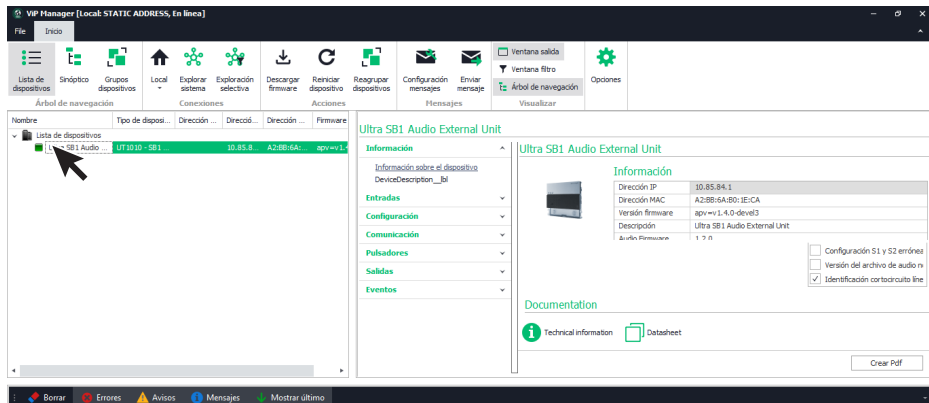 ViP Manager [Local: STATIC ADDRESS, En línea]
File Inicio
Lista de dispositivos
Sinóptico
Grupos dispositivos
Local
Explorar sistema
Exploración selectiva
Descargar firmware
Reiniciar dispositivo
Reagrupar dispositivos
Configuración mensajes
Enviar mensaje
Ventana salida
Ventana filtro
Árbol de navegación
Opciones
Árbol de navegación
Conexiones
Acciones
Mensajes
Visualizar
Nombre Tipo de disposi... Dirección ... Direcció... Dirección ... Firmware
Lista de dispositivos
SB1 Audio ... UT1010 - SB1 ... 10.85.8... A2:BB:6A:... apv=v1.4
Ultra SB1 Audio External Unit
Información
Información sobre el dispositivo
DeviceDescription__lbl
Entradas
Configuración
Comunicación
Pulsadores
Salidas
Eventos
Ultra SB1 Audio External Unit
Información
Dirección IP 10.85.84.1
Dirección MAC A2:BB:6A:B0:1E:CA
Versión firmware apv=v1.4.0-devel3
Descripción Ultra SB1 Audio External Unit
Audio Firmware 1.2.0
Configuración S1 y S2 errónea
Versión del archivo de audio n
Identificación cortocircuito líne
Documentation
Technical information Datasheet
Crear Pdf
Borrar Errores Avisos Mensajes Mostrar último